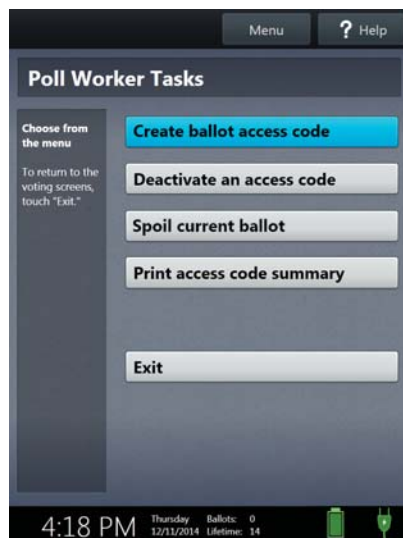 Menu
? Help
Poll Worker Tasks
Choose from
the menu
To return to the
voting screens,
touch "Exit."
Create ballot access code
Deactivate an access code
Spoil current ballot
Print access code summary
Exit
4:18 PM
Thursday Ballots: 0
12/11/2014 Lifetime: 14